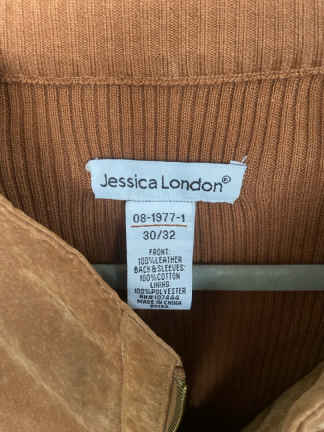 Jessica London®
08-1977-1
30/32
FRONT:
100%LEATHER
BACK&SLEEVES:
100%COTTON
LINING
100%POLYESTER
RN#107444
MADE IN CHINA